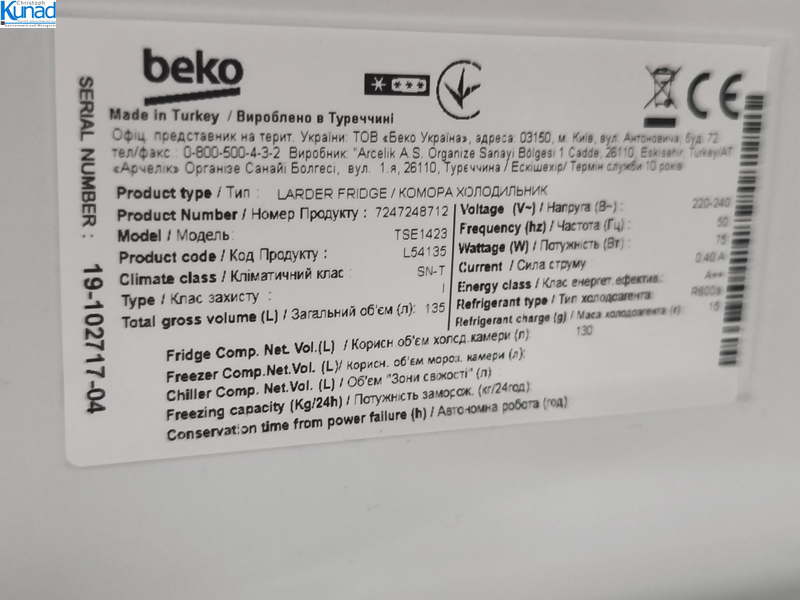 Christoph
Kunad
beko
Made in Turkey / Вироблено в Туреччині
Офіц. представник на терит. України: ТОВ «Беко Україна», адреса: 03150, м. Київ, вул. Антоновича, буд. 72
тел/факс : 0-800-500-4-3-2 Виробник: "Arcelik A.S. Organize Sanayi Bölgesi 1 Cadde, 26110, Eskisehir, Turkey/АТ
«Арчелік» Організе Санайі Болгесі, вул. 1.я, 26110, Туреччина / Ескішехір/ Термін служби 10 років
Product type / Тип : LARDER FRIDGE / КОМОРА ХОЛОДИЛЬНИК
Product Number / Номер Продукту : 7247248712
Model / Модель: TSE1423
Product code / Код Продукту : L54135
Climate class / Кліматичний клас : SN-T
Type / Клас захисту : I
Total gross volume (L) / Загальний об'єм (л): 135
Voltage (V~) / Напруга (В~) : 220-240
Frequency (hz) / Частота (Гц) : 50
Wattage (W) / Потужність (Вт) : 75
Current / Сила струму 0.40 A
Energy class / Клас енергет.ефектив.: A++
Refrigerant type / Тип холодоагента: R600a
Refrigerant charge (g) / Маса холодоагента (г): 15
Fridge Comp. Net. Vol.(L) / Корисн об'єм холод.камери (л): 130
Freezer Comp.Net.Vol. (L)/ Корисн. об'єм мороз. камери (л):
Chiller Comp. Net.Vol. (L) / Об'єм "Зони свіжості" (л):
Freezing capacity (Kg/24h) / Потужність заморож. (кг/24год):
Conservation time from power failure (h) / Автономна робота (год):
SERIAL NUMBER : 19-102717-04